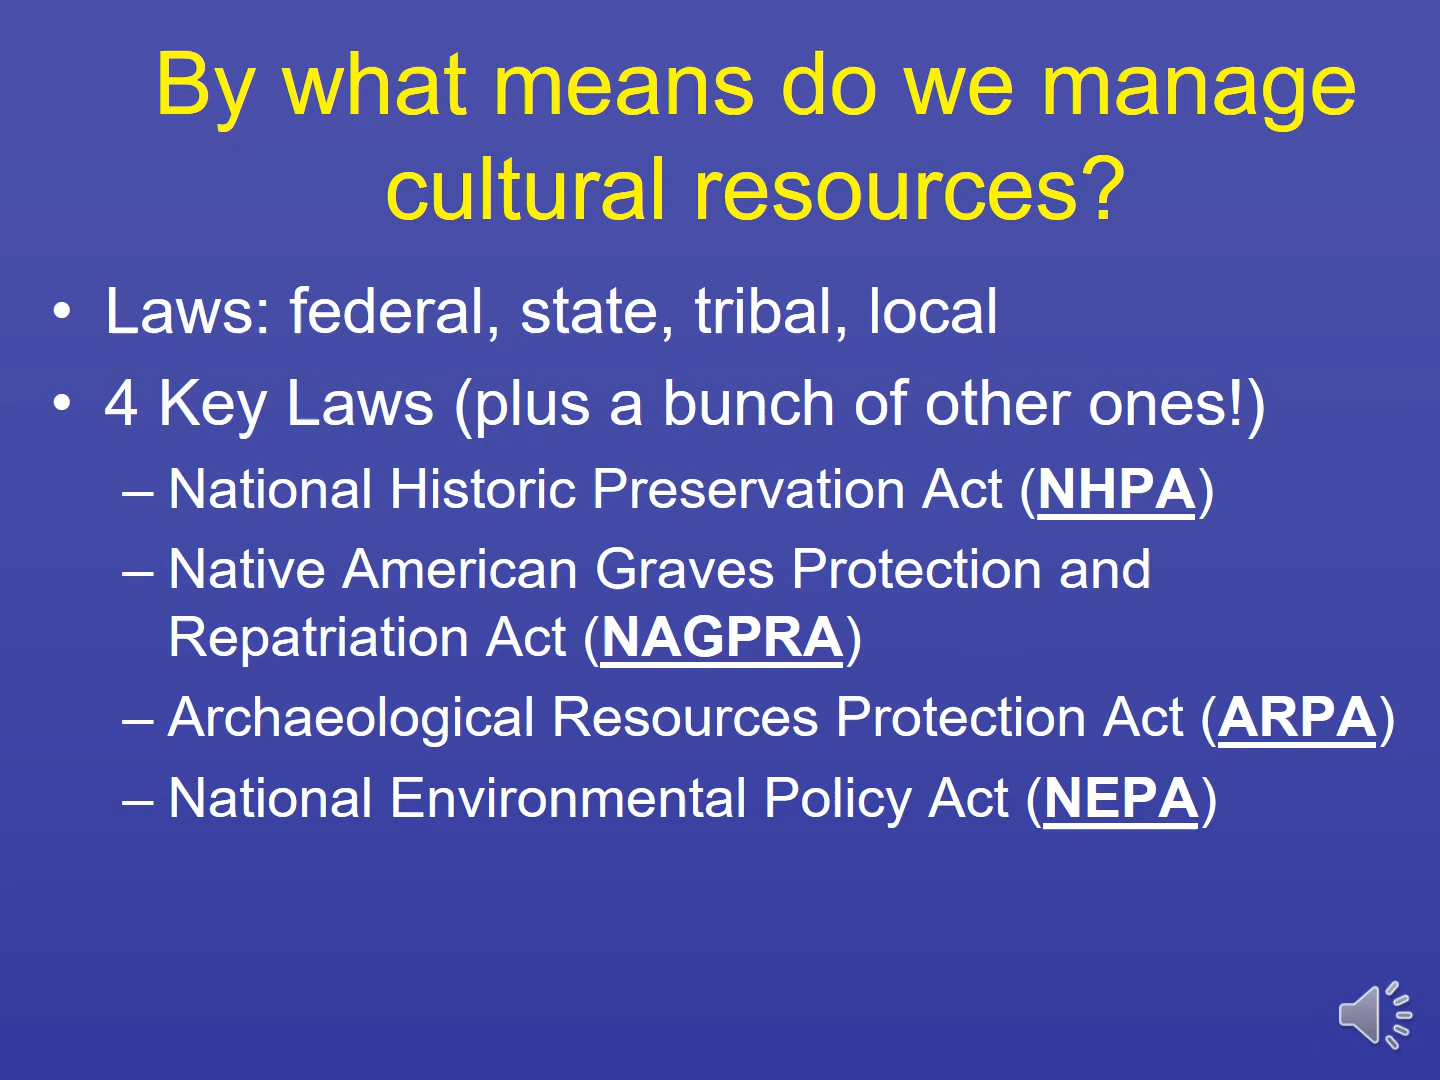 By what means do we manage
cultural resources?
• Laws: federal, state, tribal, local
• 4 Key Laws (plus a bunch of other ones!)
– National Historic Preservation Act (NHPA)
– Native American Graves Protection and
Repatriation Act (NAGPRA)
– Archaeological Resources Protection Act (ARPA)
– National Environmental Policy Act (NEPA)